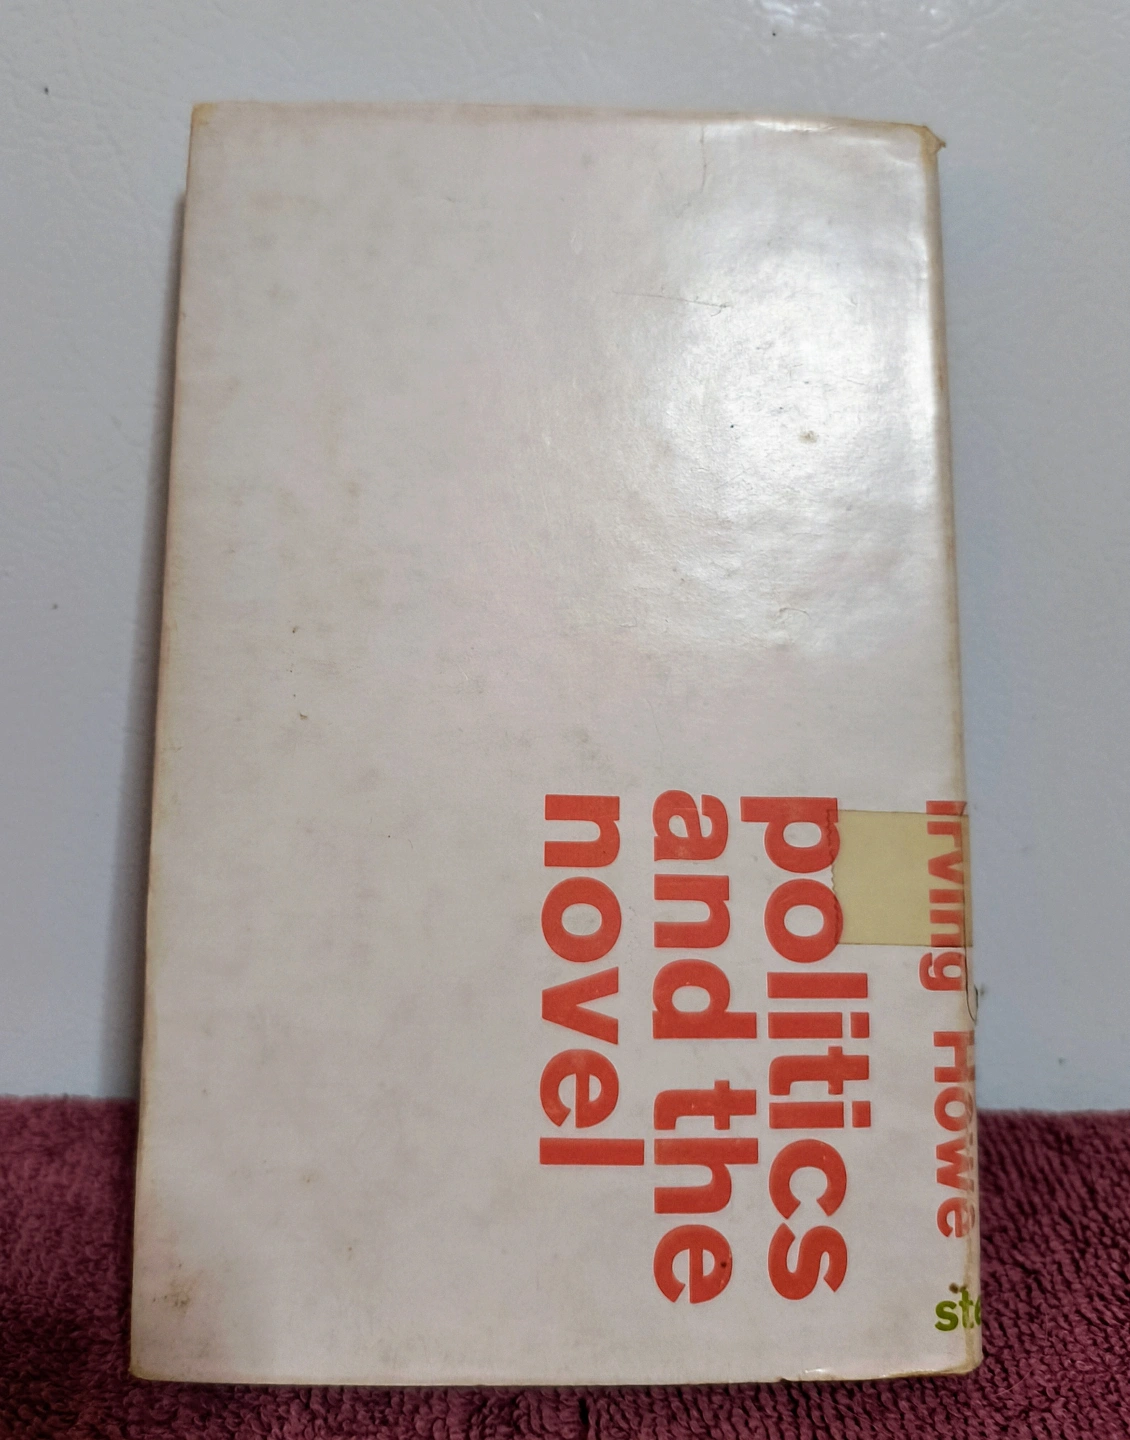 Irving Howe
politics
and the
novel